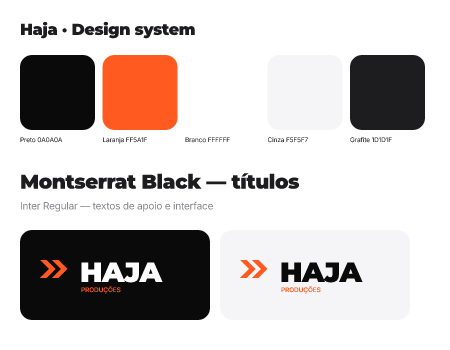 Haja · Design system
Preto 0A0A0A
Laranja FF5A1F
Branco FFFFFF
Cinza F5F5F7
Grafite 1D1D1F
Montserrat Black — títulos
Inter Regular — textos de apoio e interface
HAJA
PRODUÇÕES
HAJA
PRODUÇÕES